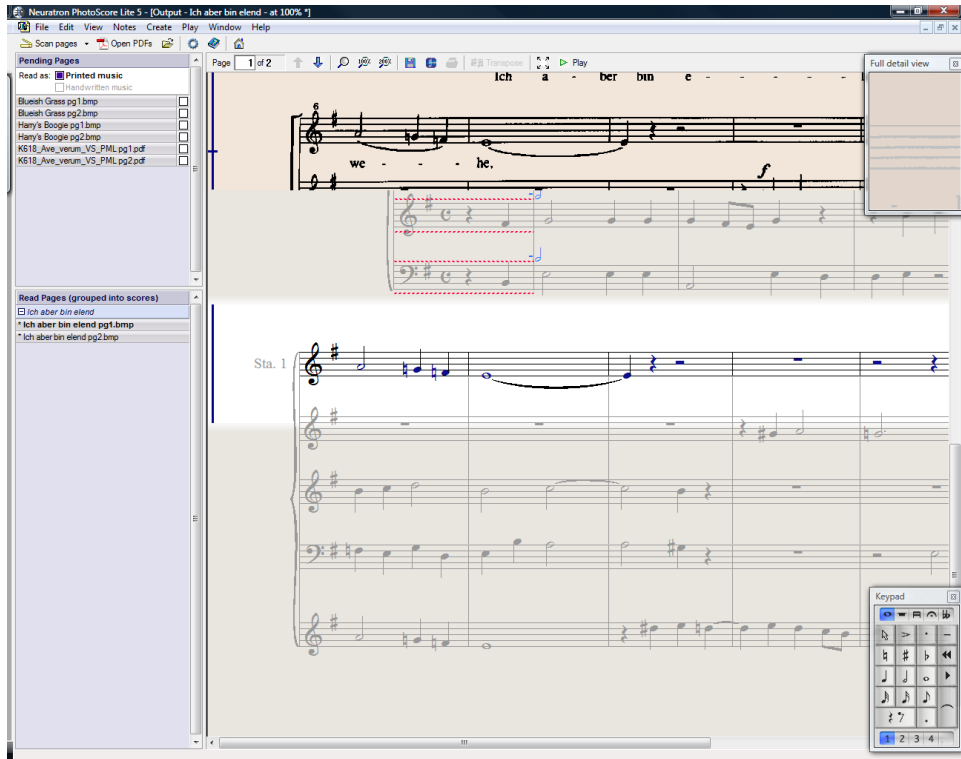 Neuratron PhotoScore Lite 5 - [Output - Ich aber bin elend - at 100% *]
File Edit View Notes Create Play Window Help
Scan pages Open PDFs
Pending Pages
Read as: Printed music
Handwritten music
Blueish Grass pg1.bmp
Blueish Grass pg2.bmp
Harry's Boogie pg1.bmp
Harry's Boogie pg2.bmp
K618_Ave_verum_VS_PML pg1.pdf
K618_Ave_verum_VS_PML pg2.pdf
Read Pages (grouped into scores)
Ich aber bin elend
* Ich aber bin elend pg1.bmp
* Ich aber bin elend pg2.bmp
Page 1 of 2 Transpose Play
Ich a - ber bin e - - -
6
we - - - he,
f
Sta. 1
Full detail view
Keypad
1 2 3 4